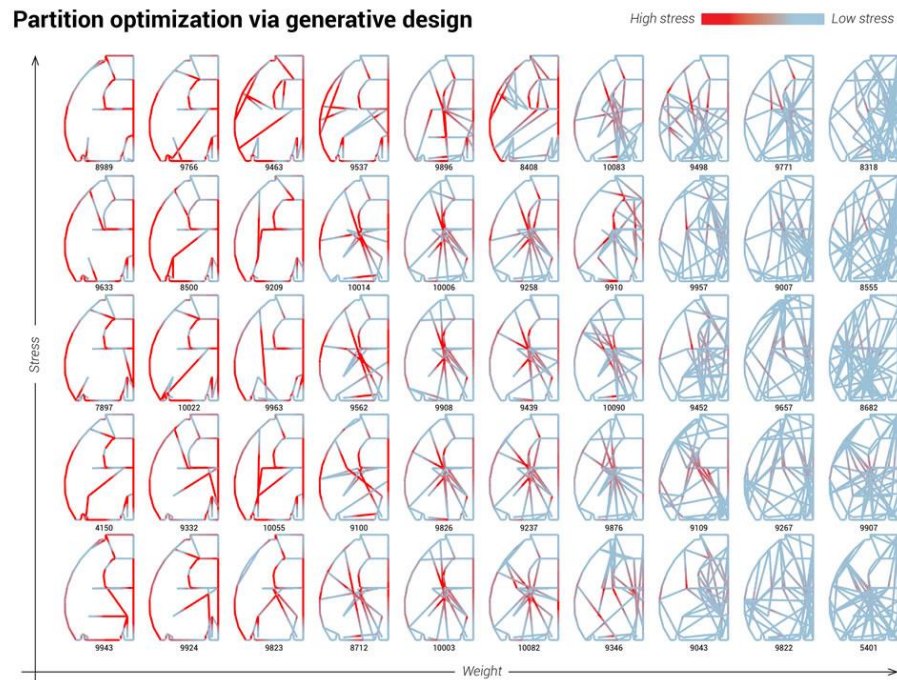 Partition optimization via generative design
High stress Low stress
8989 9766 9463 9537 9896 8408 10083 9498 9771 8318
9633 8500 9209 10014 10006 9258 9910 9957 9007 8555
Stress
7897 10022 9963 9562 9908 9439 10090 9452 9657 8682
4150 9332 10055 9100 9826 9237 9876 9109 9267 9907
9943 9924 9823 8712 10003 10082 9346 9043 9822 5401
Weight